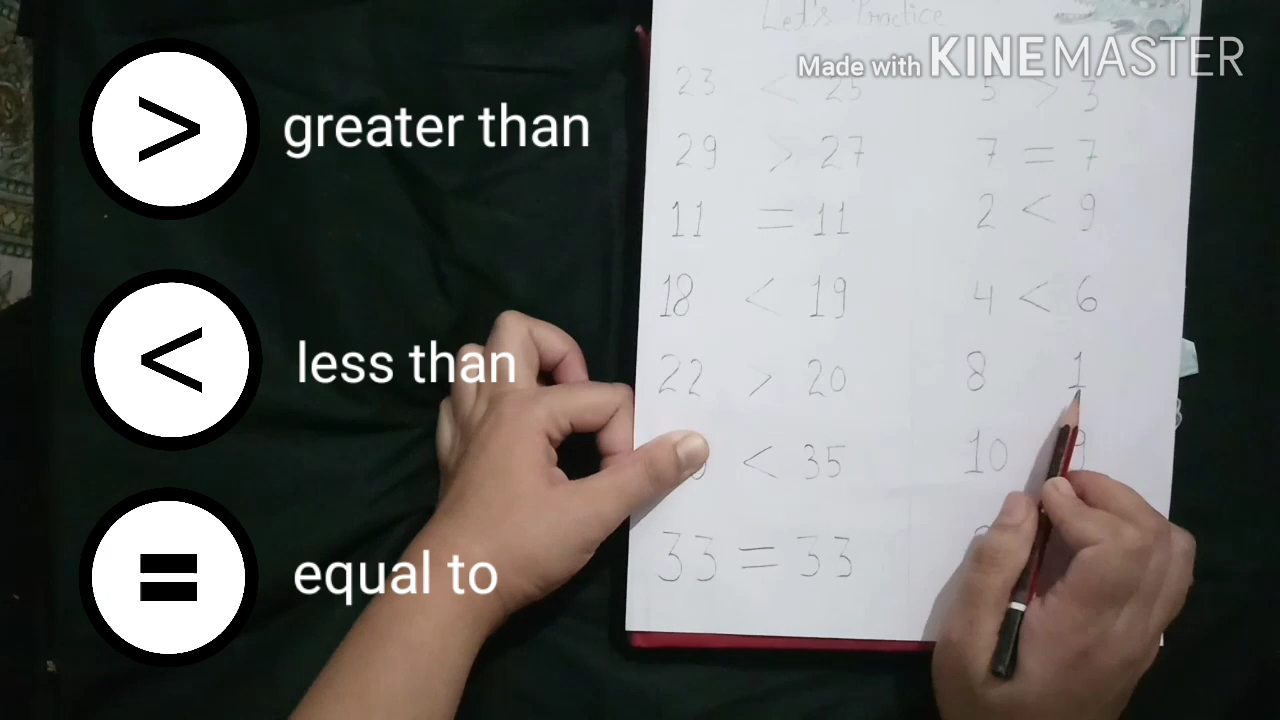 Let's Practice
Made with KINEMASTER
> greater than
< less than
= equal to
23 < 25
29 > 27
11 = 11
18 < 19
22 > 20
< 35
33 = 33
5 > 3
7 = 7
2 < 9
4 < 6
8 1
10